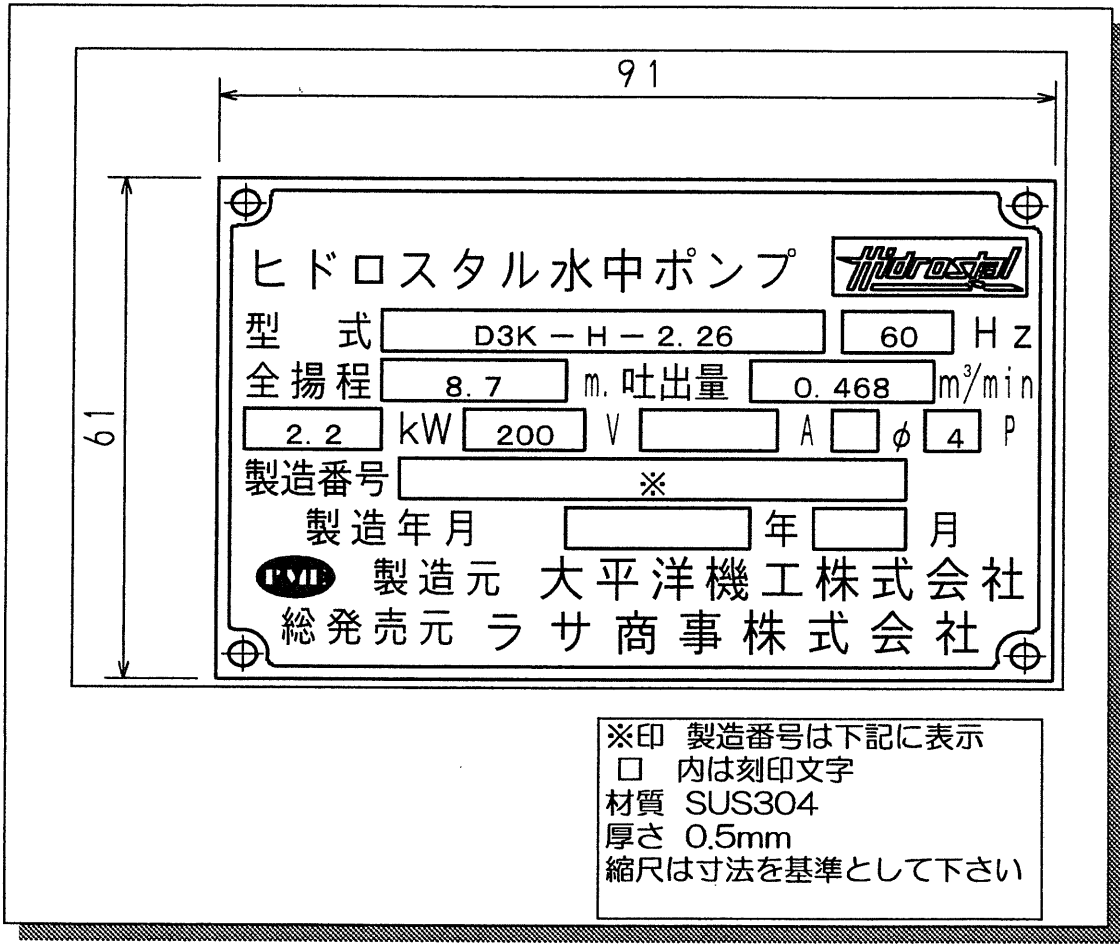 91
61
ヒドロスタル水中ポンプ Hidrostal
型 式 D3K－H－2.26 60 Hz
全揚程 8.7 m. 吐出量 0.468 m³/min
2.2 kW 200 V A φ 4 P
製造番号 ※
製造年月 年 月
PME 製造元 大平洋機工株式会社
総発売元 ラサ商事株式会社
※印 製造番号は下記に表示
□ 内は刻印文字
材質 SUS304
厚さ 0.5mm
縮尺は寸法を基準として下さい